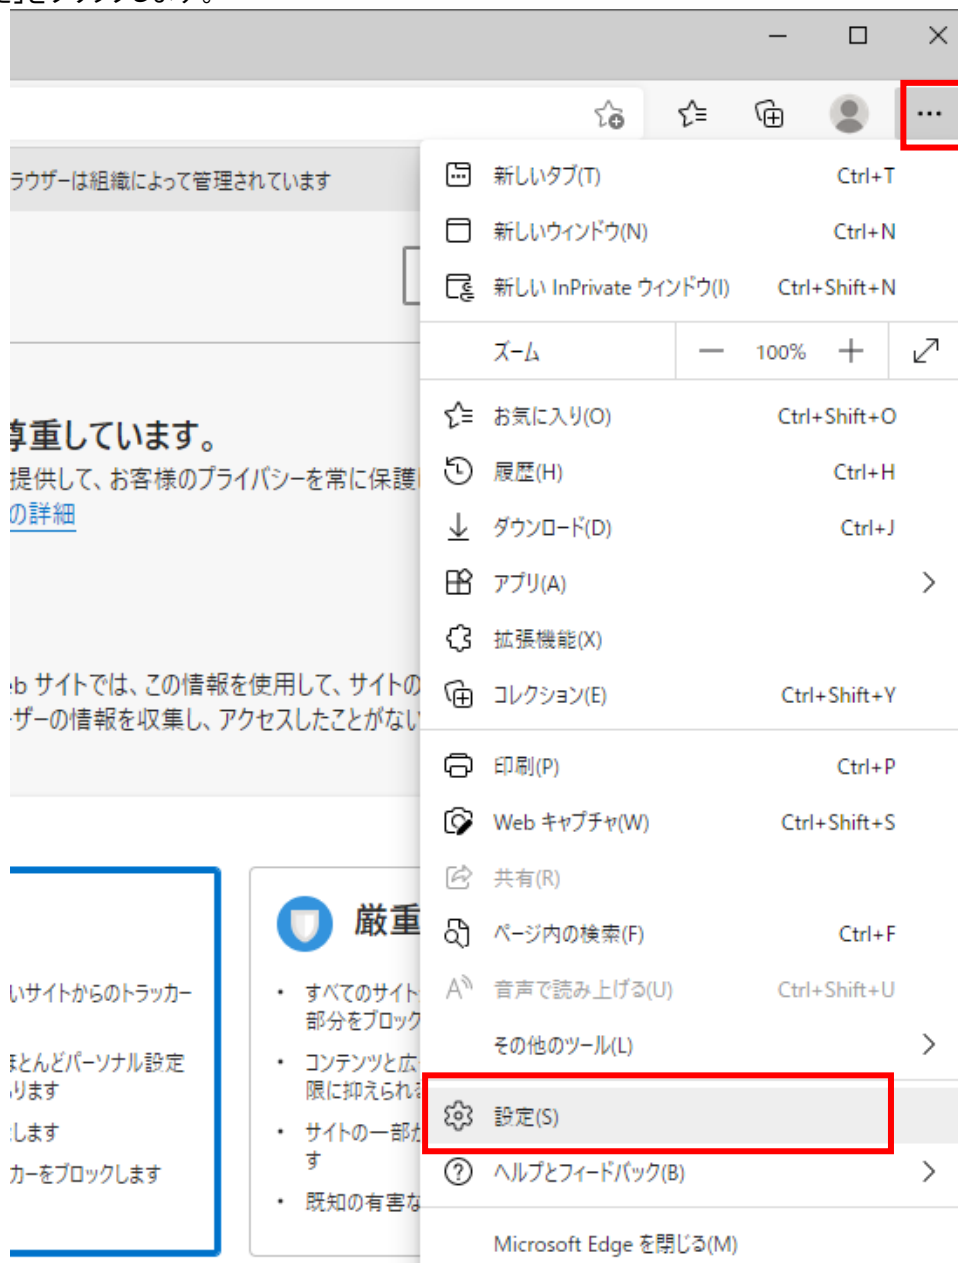 をクリックします。
ラウザーは組織によって管理されています
尊重しています。
提供して、お客様のプライバシーを常に保護
の詳細
eb サイトでは、この情報を使用して、サイトの
ーザーの情報を収集し、アクセスしたことがない
いサイトからのトラッカー
ほとんどパーソナル設定
ります
します
カーをブロックします
厳重
• すべてのサイト
部分をブロック
• コンテンツと広
限に抑えられ
• サイトの一部が
す
• 既知の有害な
新しいタブ(T) Ctrl+T
新しいウィンドウ(N) Ctrl+N
新しい InPrivate ウィンドウ(I) Ctrl+Shift+N
ズーム — 100% +
お気に入り(O) Ctrl+Shift+O
履歴(H) Ctrl+H
ダウンロード(D) Ctrl+J
アプリ(A)
拡張機能(X)
コレクション(E) Ctrl+Shift+Y
印刷(P) Ctrl+P
Web キャプチャ(W) Ctrl+Shift+S
共有(R)
ページ内の検索(F) Ctrl+F
音声で読み上げる(U) Ctrl+Shift+U
その他のツール(L)
設定(S)
ヘルプとフィードバック(B)
Microsoft Edge を閉じる(M)